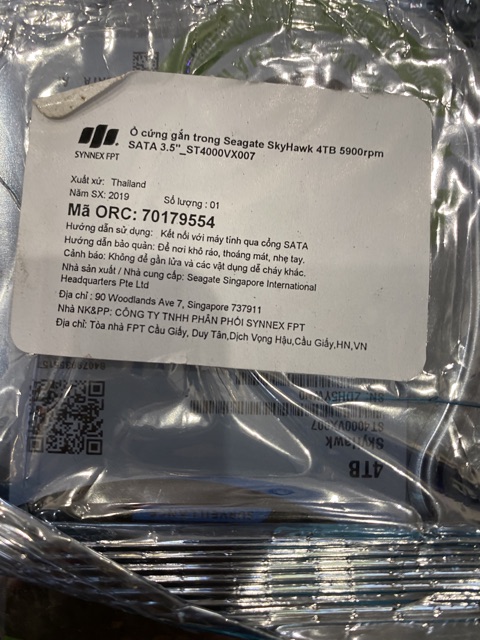 Ổ cứng gắn trong Seagate SkyHawk 4TB 5900rpm
SATA 3.5"_ST4000VX007
SYNNEX FPT
Xuất xứ: Thailand
Năm SX: 2019 Số lượng : 01
Mã ORC: 70179554
Hướng dẫn sử dụng: Kết nối với máy tính qua cổng SATA
Hướng dẫn bảo quản: Để nơi khô ráo, thoáng mát, nhẹ tay.
Cảnh báo: Không để gần lửa và các vật dụng dễ cháy khác.
Nhà sản xuất / Nhà cung cấp: Seagate Singapore International
Headquarters Pte Ltd
Địa chỉ : 90 Woodlands Ave 7, Singapore 737911
Nhà NK&PP: CÔNG TY TNHH PHÂN PHỐI SYNNEX FPT
Địa chỉ: Tòa nhà FPT Cầu Giấy, Duy Tân,Dịch Vọng Hậu,Cầu Giấy,HN,VN
ST4000VX007
SkyHawk
4TB